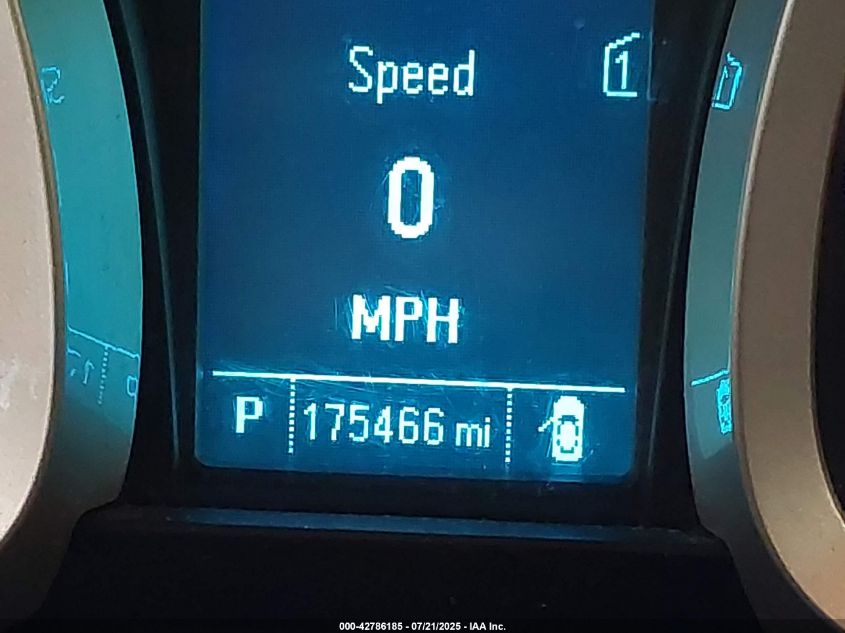 Speed 1
0
MPH
P 175466 mi
000-42786185 - 07/21/2025 - IAA Inc.